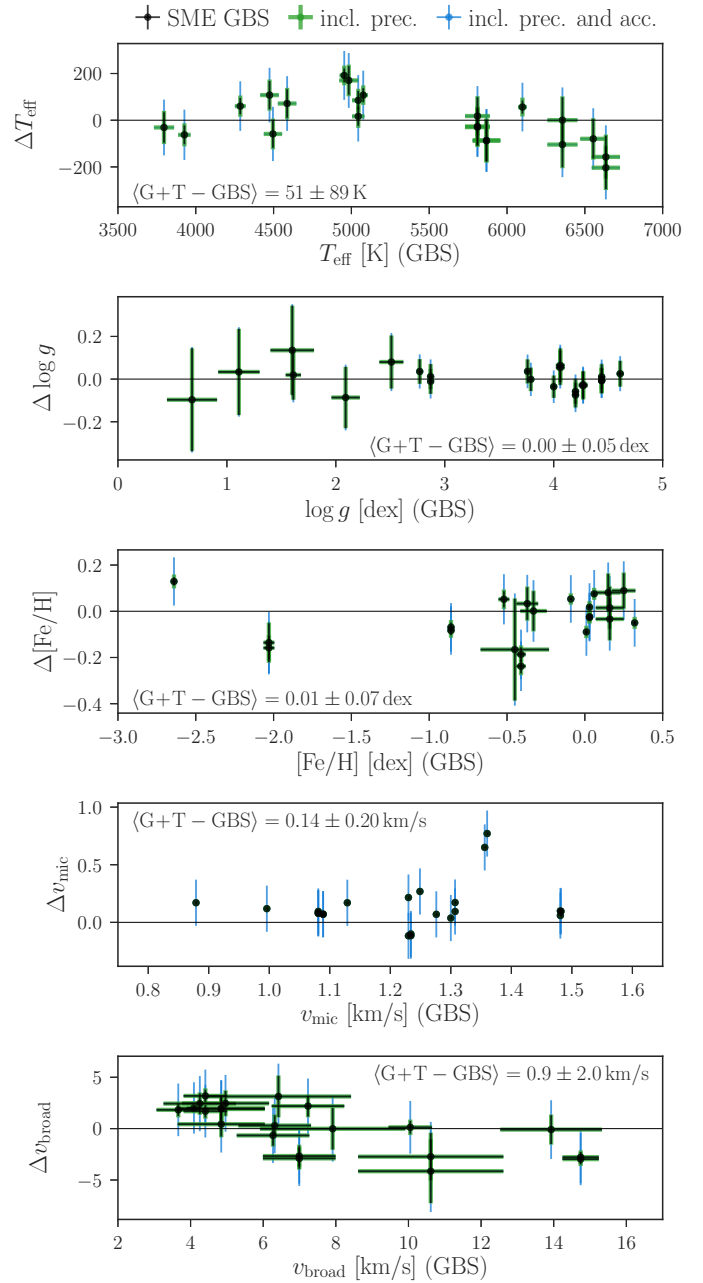 SME GBS incl. prec. incl. prec. and acc.
200
0
−200
ΔT_eff
⟨G+T − GBS⟩ = 51 ± 89 K
3500 4000 4500 5000 5500 6000 6500 7000
T_eff [K] (GBS)
0.2
0.0
−0.2
Δ log g
⟨G+T − GBS⟩ = 0.00 ± 0.05 dex
0 1 2 3 4 5
log g [dex] (GBS)
0.2
0.0
−0.2
−0.4
Δ[Fe/H]
⟨G+T − GBS⟩ = 0.01 ± 0.07 dex
−3.0 −2.5 −2.0 −1.5 −1.0 −0.5 0.0 0.5
[Fe/H] [dex] (GBS)
1.0
0.5
0.0
Δv_mic
⟨G+T − GBS⟩ = 0.14 ± 0.20 km/s
0.8 0.9 1.0 1.1 1.2 1.3 1.4 1.5 1.6
v_mic [km/s] (GBS)
5
0
−5
Δv_broad
⟨G+T − GBS⟩ = 0.9 ± 2.0 km/s
2 4 6 8 10 12 14 16
v_broad [km/s] (GBS)